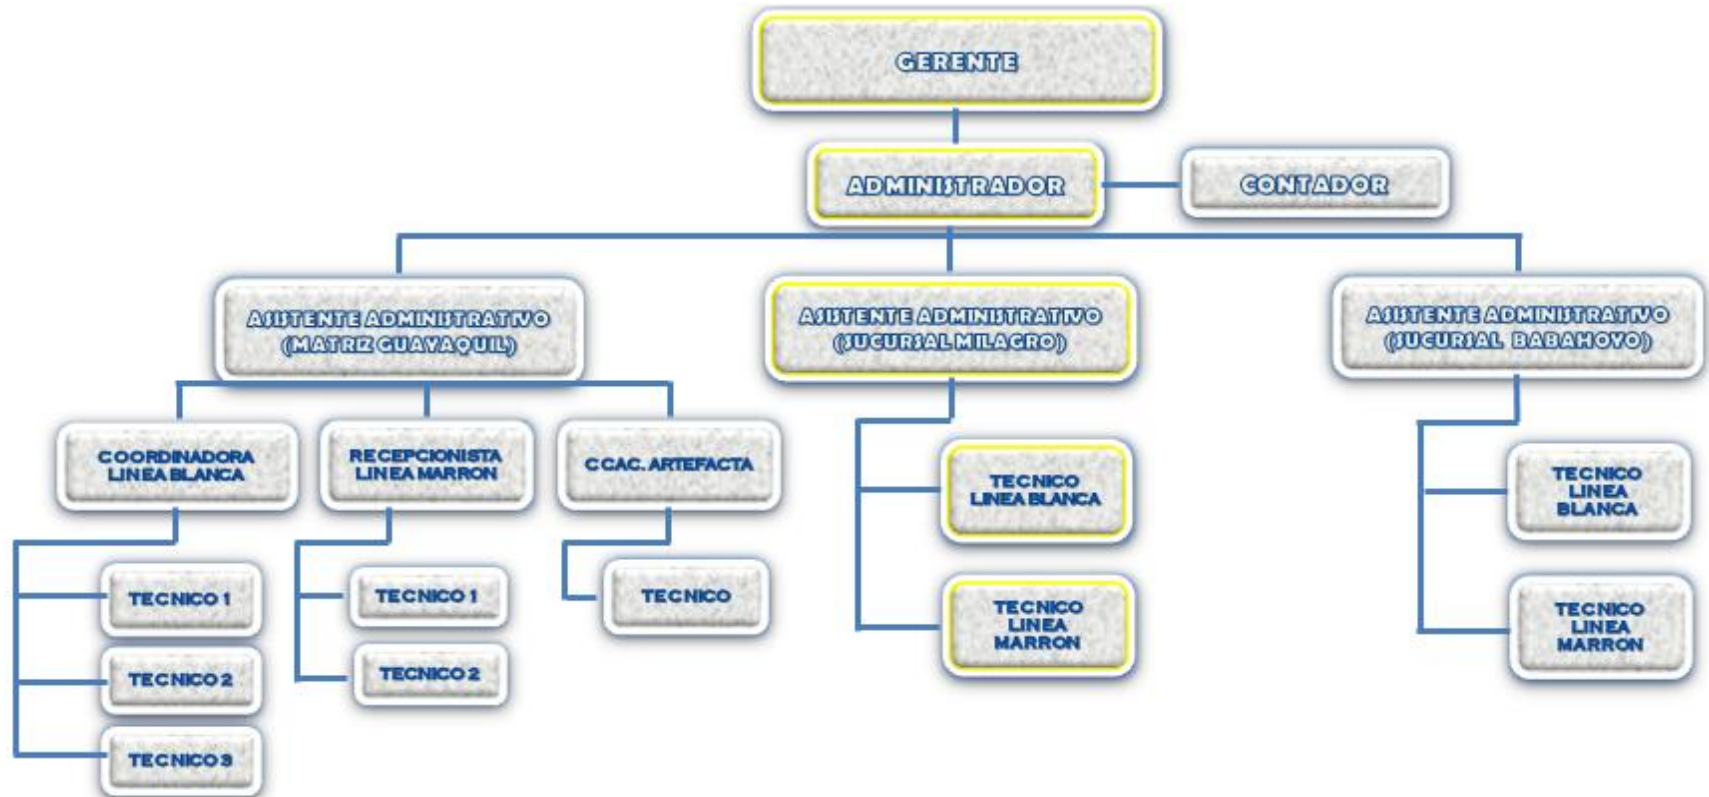 GERENTE
ADMINISTRADOR
CONTADOR
ASISTENTE ADMINISTRATIVO
(MATRIZ GUAYAQUIL)
ASISTENTE ADMINISTRATIVO
(SUCURSAL MILAGRO)
ASISTENTE ADMINISTRATIVO
(SUCURSAL BABAHOYO)
COORDINADORA
LINEA BLANCA
RECEPCIONISTA
LINEA MARRON
CCAC. ARTEFACTA
TECNICO 1
TECNICO 2
TECNICO 3
TECNICO 1
TECNICO 2
TECNICO
TECNICO
LINEA BLANCA
TECNICO
LINEA
MARRON
TECNICO
LINEA
BLANCA
TECNICO
LINEA
MARRON